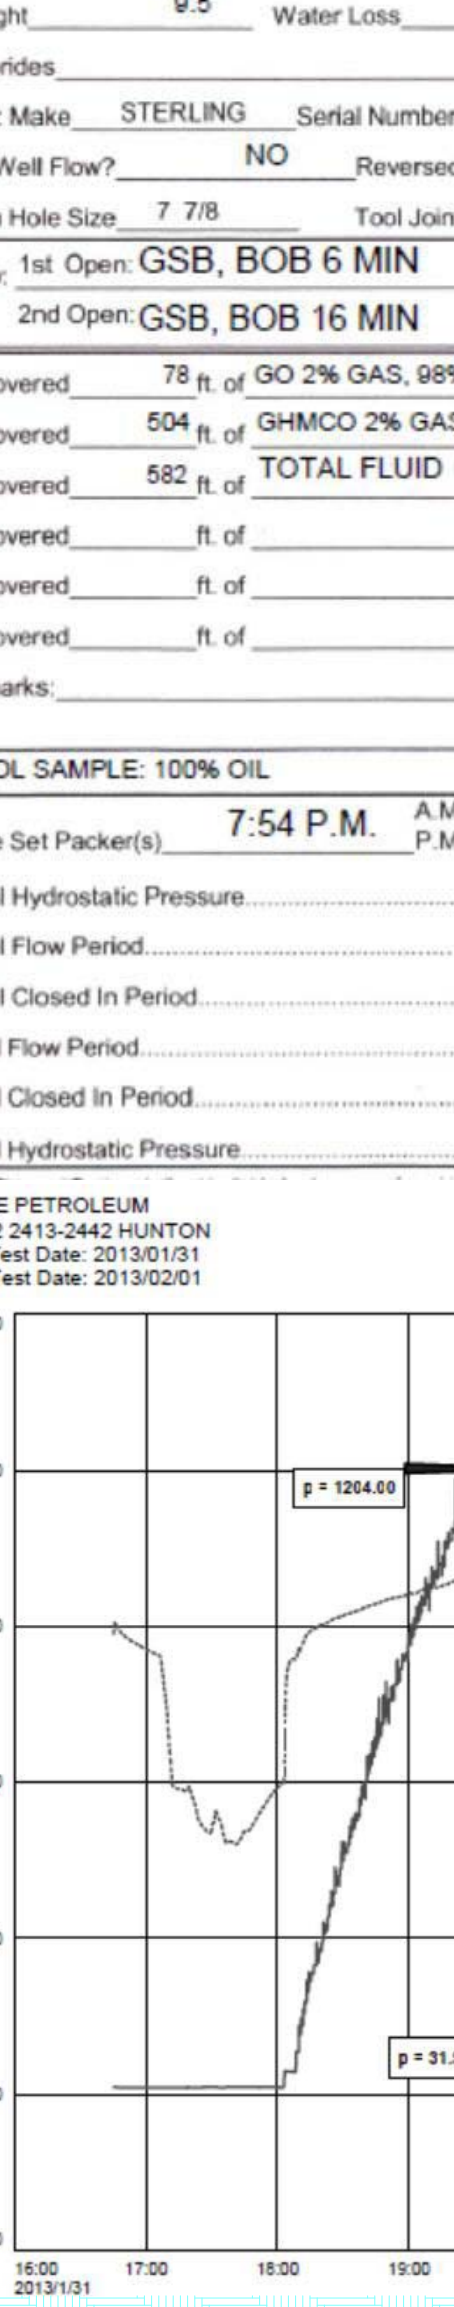 ght 9.5 Water Loss
rides
: Make STERLING Serial Number
Well Flow? NO Reversed
Hole Size 7 7/8 Tool Join
1st Open: GSB, BOB 6 MIN
2nd Open: GSB, BOB 16 MIN
overed 78 ft. of GO 2% GAS, 98%
overed 504 ft. of GHMCO 2% GAS
overed 582 ft. of TOTAL FLUID
overed ft. of
overed ft. of
overed ft. of
arks:
OL SAMPLE: 100% OIL
A.M
e Set Packer(s) 7:54 P.M. P.M
l Hydrostatic Pressure
l Flow Period
l Closed In Period
l Flow Period
l Closed In Period
l Hydrostatic Pressure
E PETROLEUM
2 2413-2442 HUNTON
Test Date: 2013/01/31
Test Date: 2013/02/01
p = 1204.00
p = 31.
16:00 17:00 18:00 19:00
2013/1/31